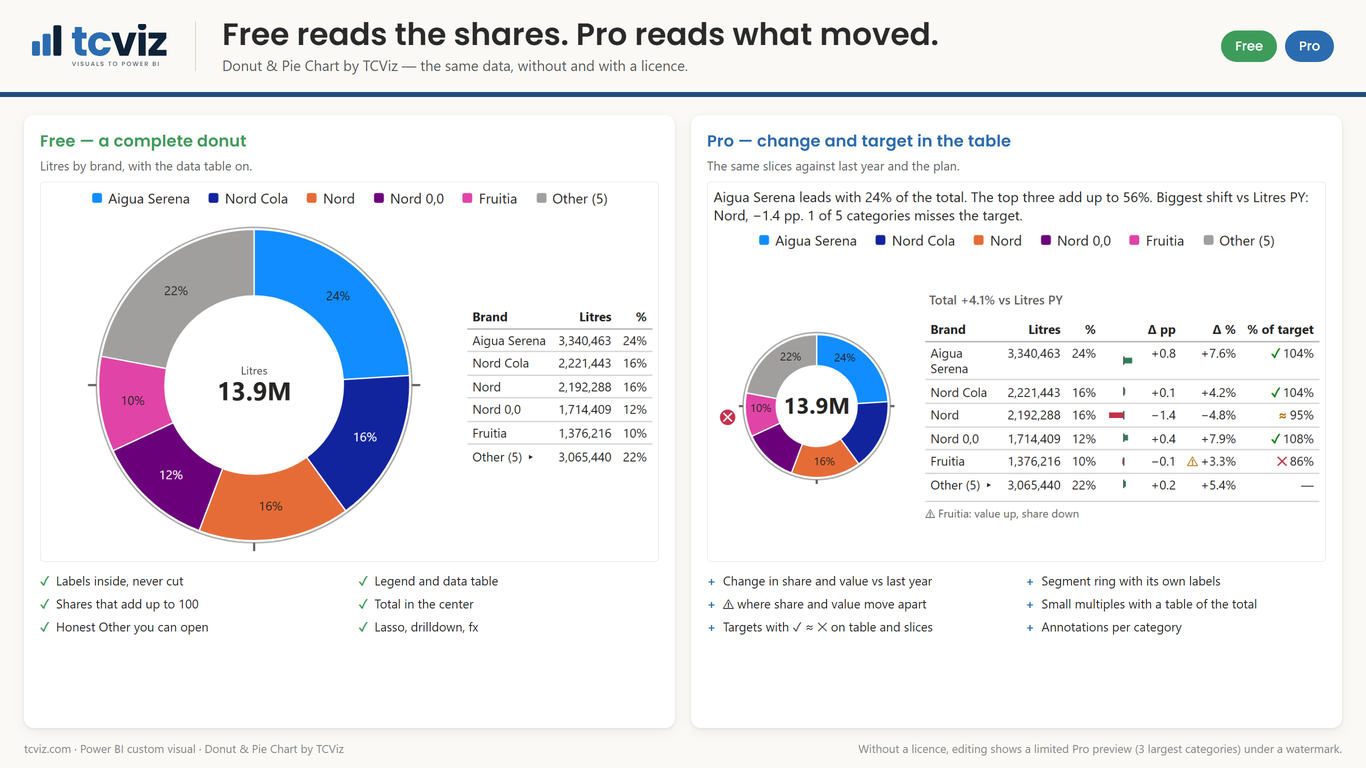 tcviz
VISUALS TO POWER BI
Free reads the shares. Pro reads what moved.
Donut & Pie Chart by TCViz — the same data, without and with a licence.
Free
Pro
Free — a complete donut
Litres by brand, with the data table on.
Aigua Serena Nord Cola Nord Nord 0,0 Fruitia Other (5)
22%
24%
10%
16%
12%
16%
Litres
13.9M
Brand Litres %
Aigua Serena 3,340,463 24%
Nord Cola 2,221,443 16%
Nord 2,192,288 16%
Nord 0,0 1,714,409 12%
Fruitia 1,376,216 10%
Other (5) ▸ 3,065,440 22%
✓ Labels inside, never cut
✓ Shares that add up to 100
✓ Honest Other you can open
✓ Legend and data table
✓ Total in the center
✓ Lasso, drilldown, fx
Pro — change and target in the table
The same slices against last year and the plan.
Aigua Serena leads with 24% of the total. The top three add up to 56%. Biggest shift vs Litres PY:
Nord, −1.4 pp. 1 of 5 categories misses the target.
Aigua Serena Nord Cola Nord Nord 0,0 Fruitia Other (5)
22%
24%
10%
16%
13.9M
Total +4.1% vs Litres PY
Brand Litres % Δ pp Δ % % of target
Aigua Serena 3,340,463 24% +0.8 +7.6% ✓ 104%
Nord Cola 2,221,443 16% +0.1 +4.2% ✓ 104%
Nord 2,192,288 16% −1.4 −4.8% ≈ 95%
Nord 0,0 1,714,409 12% +0.4 +7.9% ✓ 108%
Fruitia 1,376,216 10% −0.1 ⚠ +3.3% ✕ 86%
Other (5) ▸ 3,065,440 22% +0.2 +5.4% —
⚠ Fruitia: value up, share down
+ Change in share and value vs last year
+ ⚠ where share and value move apart
+ Targets with ✓ ≈ ✕ on table and slices
+ Segment ring with its own labels
+ Small multiples with a table of the total
+ Annotations per category
tcviz.com · Power BI custom visual · Donut & Pie Chart by TCViz
Without a licence, editing shows a limited Pro preview (3 largest categories) under a watermark.